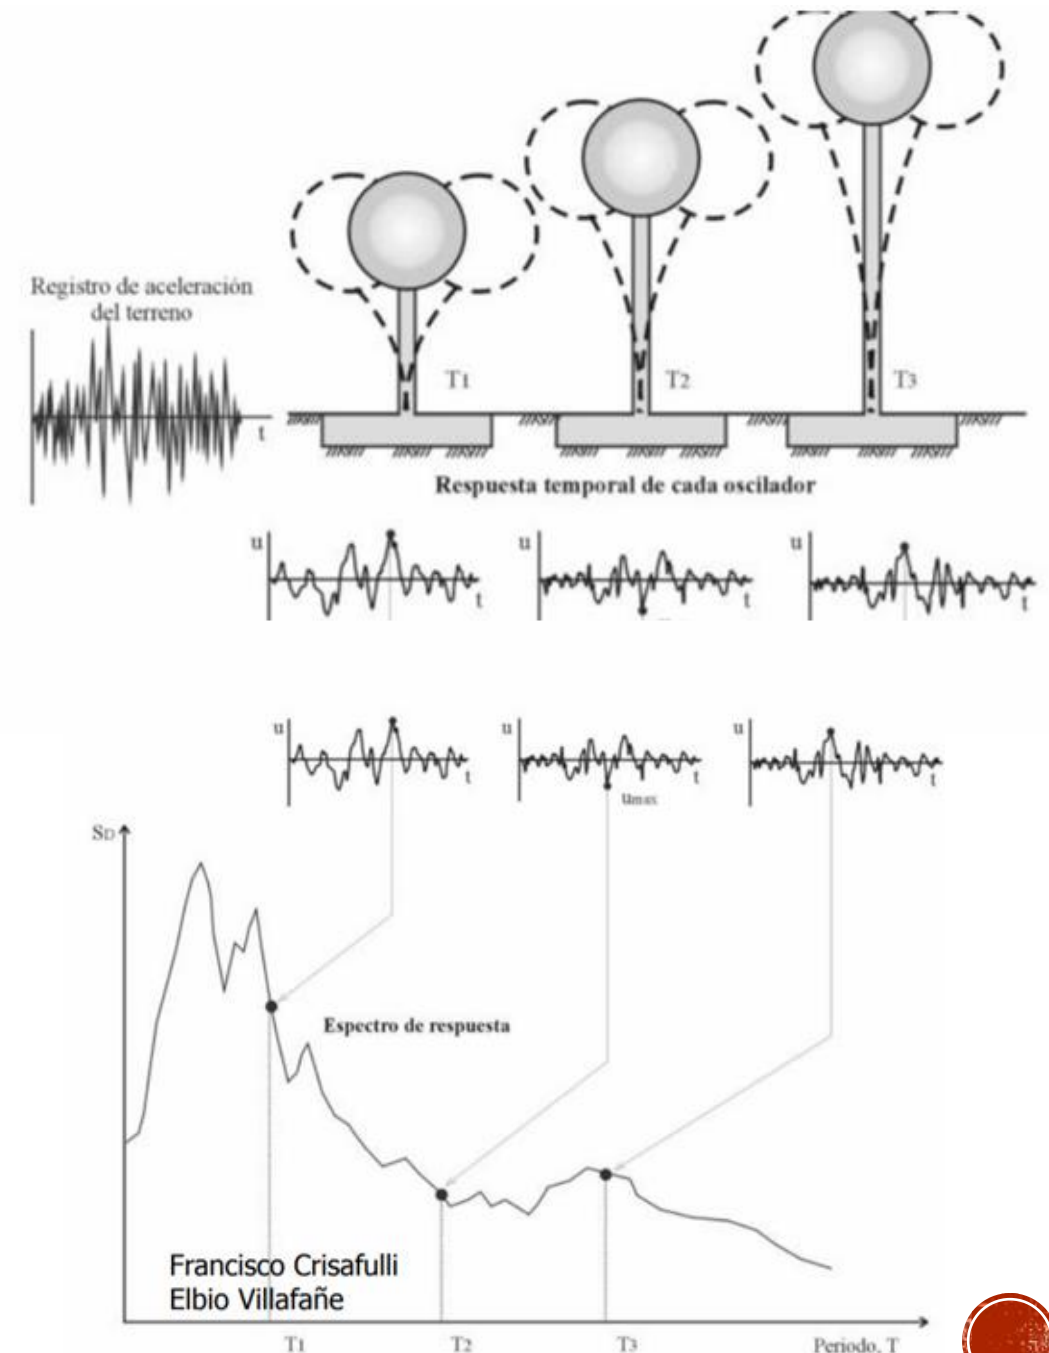 Registro de aceleración
del terreno
t
T1
T2
T3
Respuesta temporal de cada oscilador
u
t
u
t
u
t
u
t
u
t
umax
u
t
SD
Espectro de respuesta
Francisco Crisafulli
Elbio Villafañe
T1
T2
T3
Periodo, T